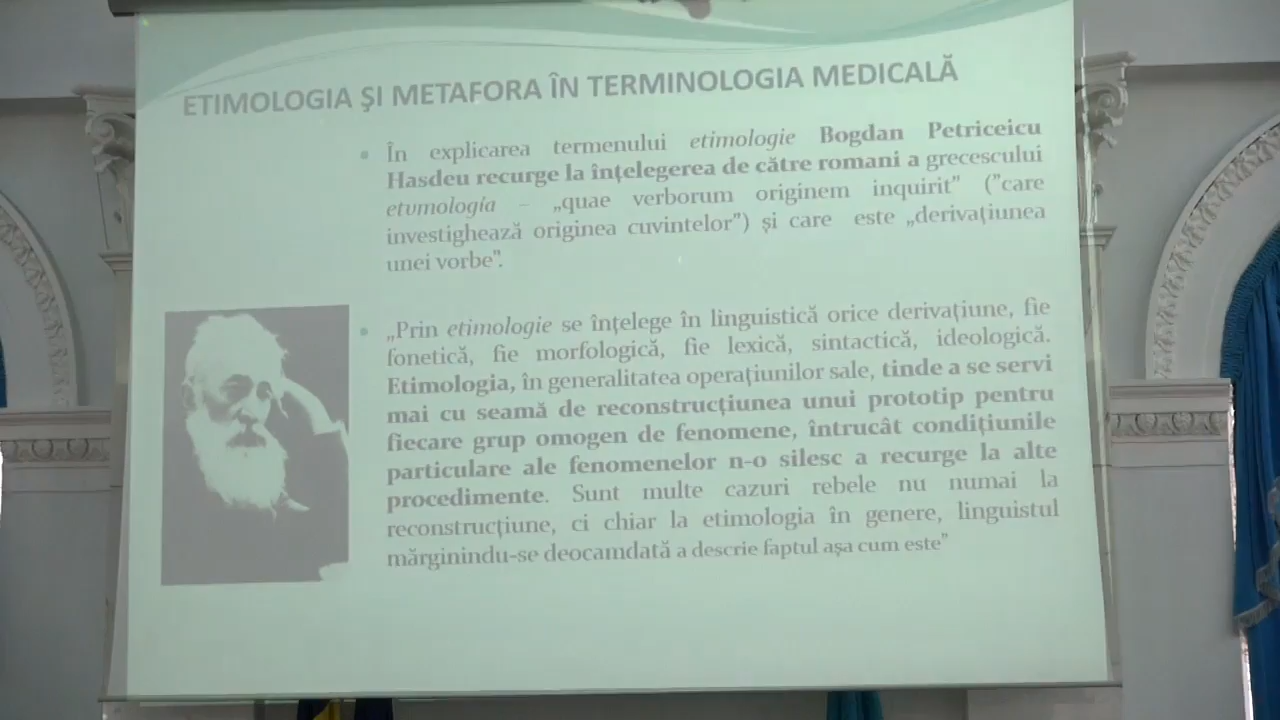 ETIMOLOGIA ŞI METAFORA ÎN TERMINOLOGIA MEDICALĂ
În explicarea termenului etimologie Bogdan Petriceicu
Hasdeu recurge la înţelegerea de către romani a grecescului
etvmología – „quae verborum originem inquirit" ("care
investighează originea cuvintelor") şi care este „derivaţiunea
unei vorbe".
„Prin etimologie se înţelege în linguistică orice derivaţiune, fie
fonetică, fie morfologică, fie lexică, sintactică, ideologică.
Etimologia, în generalitatea operaţiunilor sale, tinde a se servi
mai cu seamă de reconstrucţiunea unui prototip pentru
fiecare grup omogen de fenomene, întrucât condiţiunile
particulare ale fenomenelor n-o silesc a recurge la alte
procedimente. Sunt multe cazuri rebele nu numai la
reconstrucţiune, ci chiar la etimologia în genere, linguistul
mărginindu-se deocamdată a descrie faptul aşa cum este"